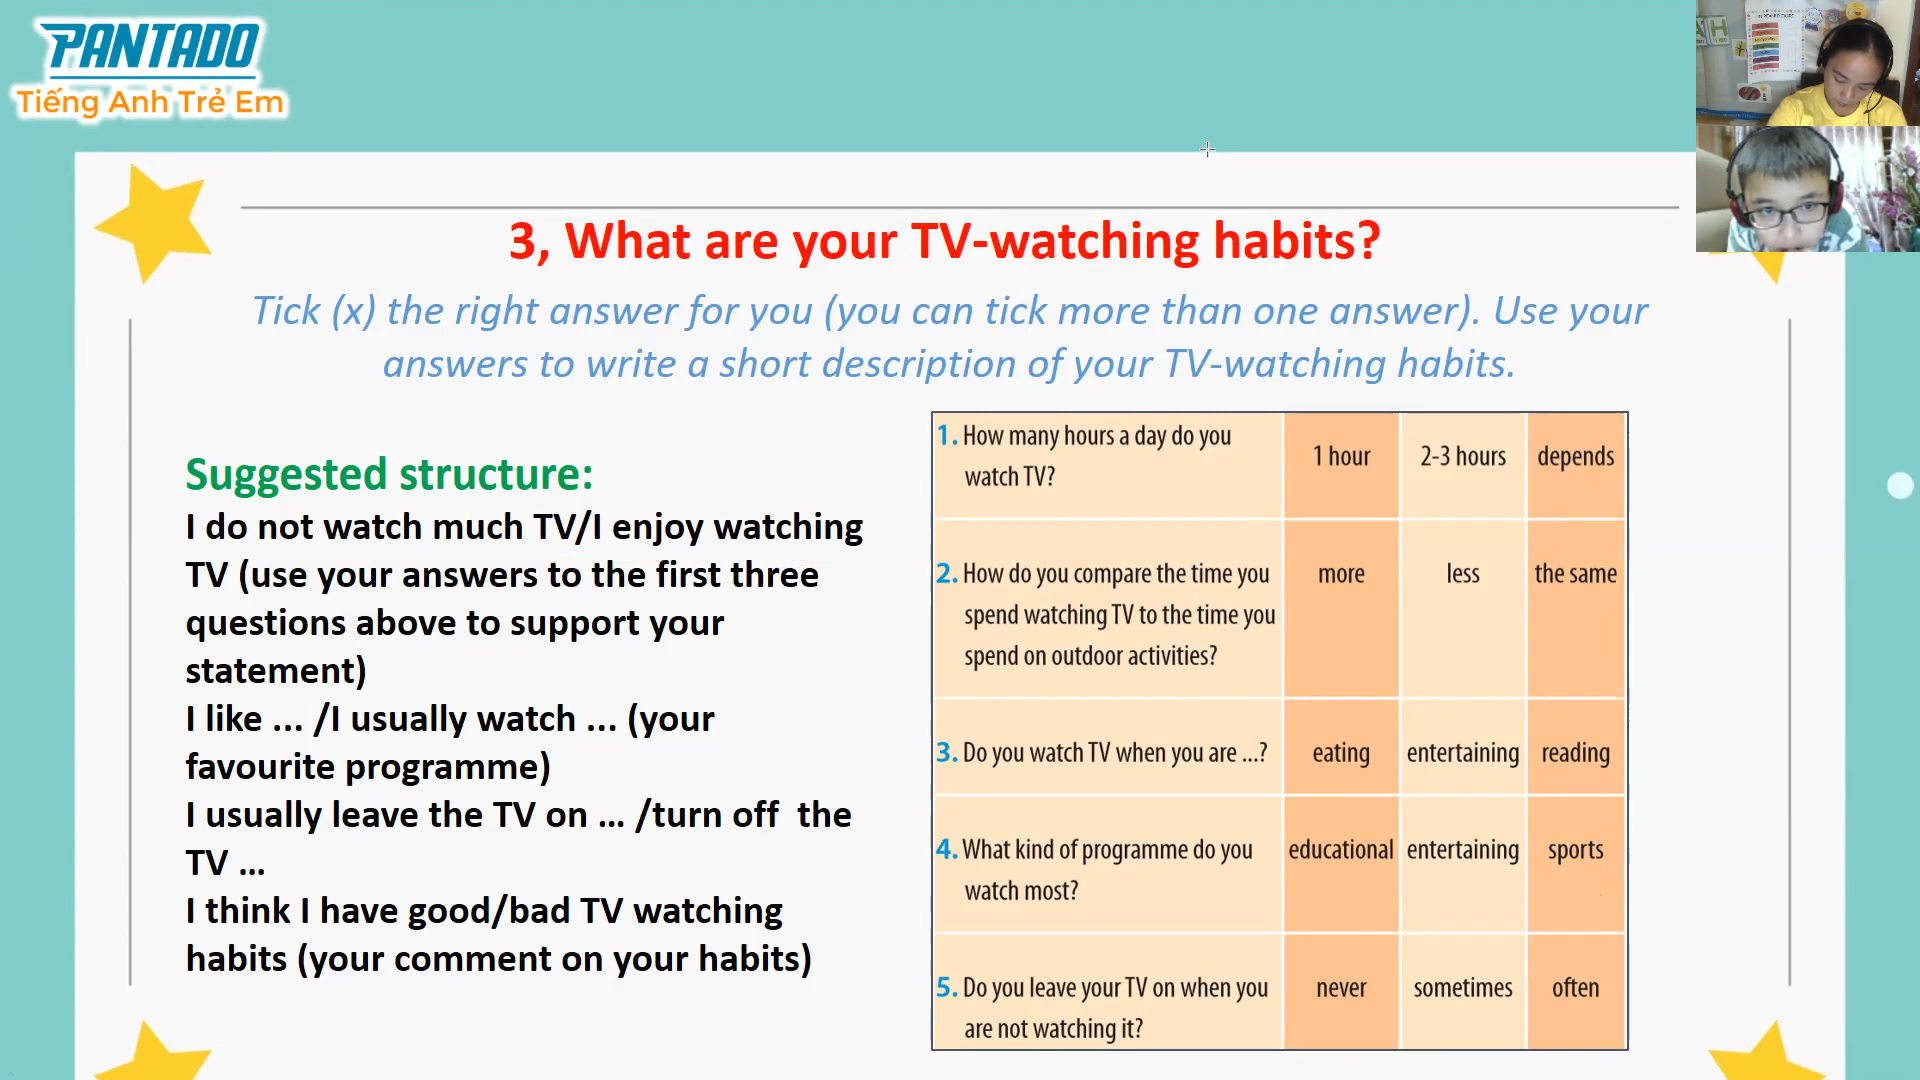 PANTADO
Tiếng Anh Trẻ Em
3, What are your TV-watching habits?
Tick (x) the right answer for you (you can tick more than one answer). Use your
answers to write a short description of your TV-watching habits.
Suggested structure:
I do not watch much TV/I enjoy watching
TV (use your answers to the first three
questions above to support your
statement)
I like ... /I usually watch ... (your
favourite programme)
I usually leave the TV on ... /turn off the
TV ...
I think I have good/bad TV watching
habits (your comment on your habits)
1. How many hours a day do you
watch TV?
1 hour
2-3 hours
depends
2. How do you compare the time you
spend watching TV to the time you
spend on outdoor activities?
more
less
the same
3. Do you watch TV when you are ...?
eating
entertaining
reading
4. What kind of programme do you
watch most?
educational
entertaining
sports
5. Do you leave your TV on when you
are not watching it?
never
sometimes
often